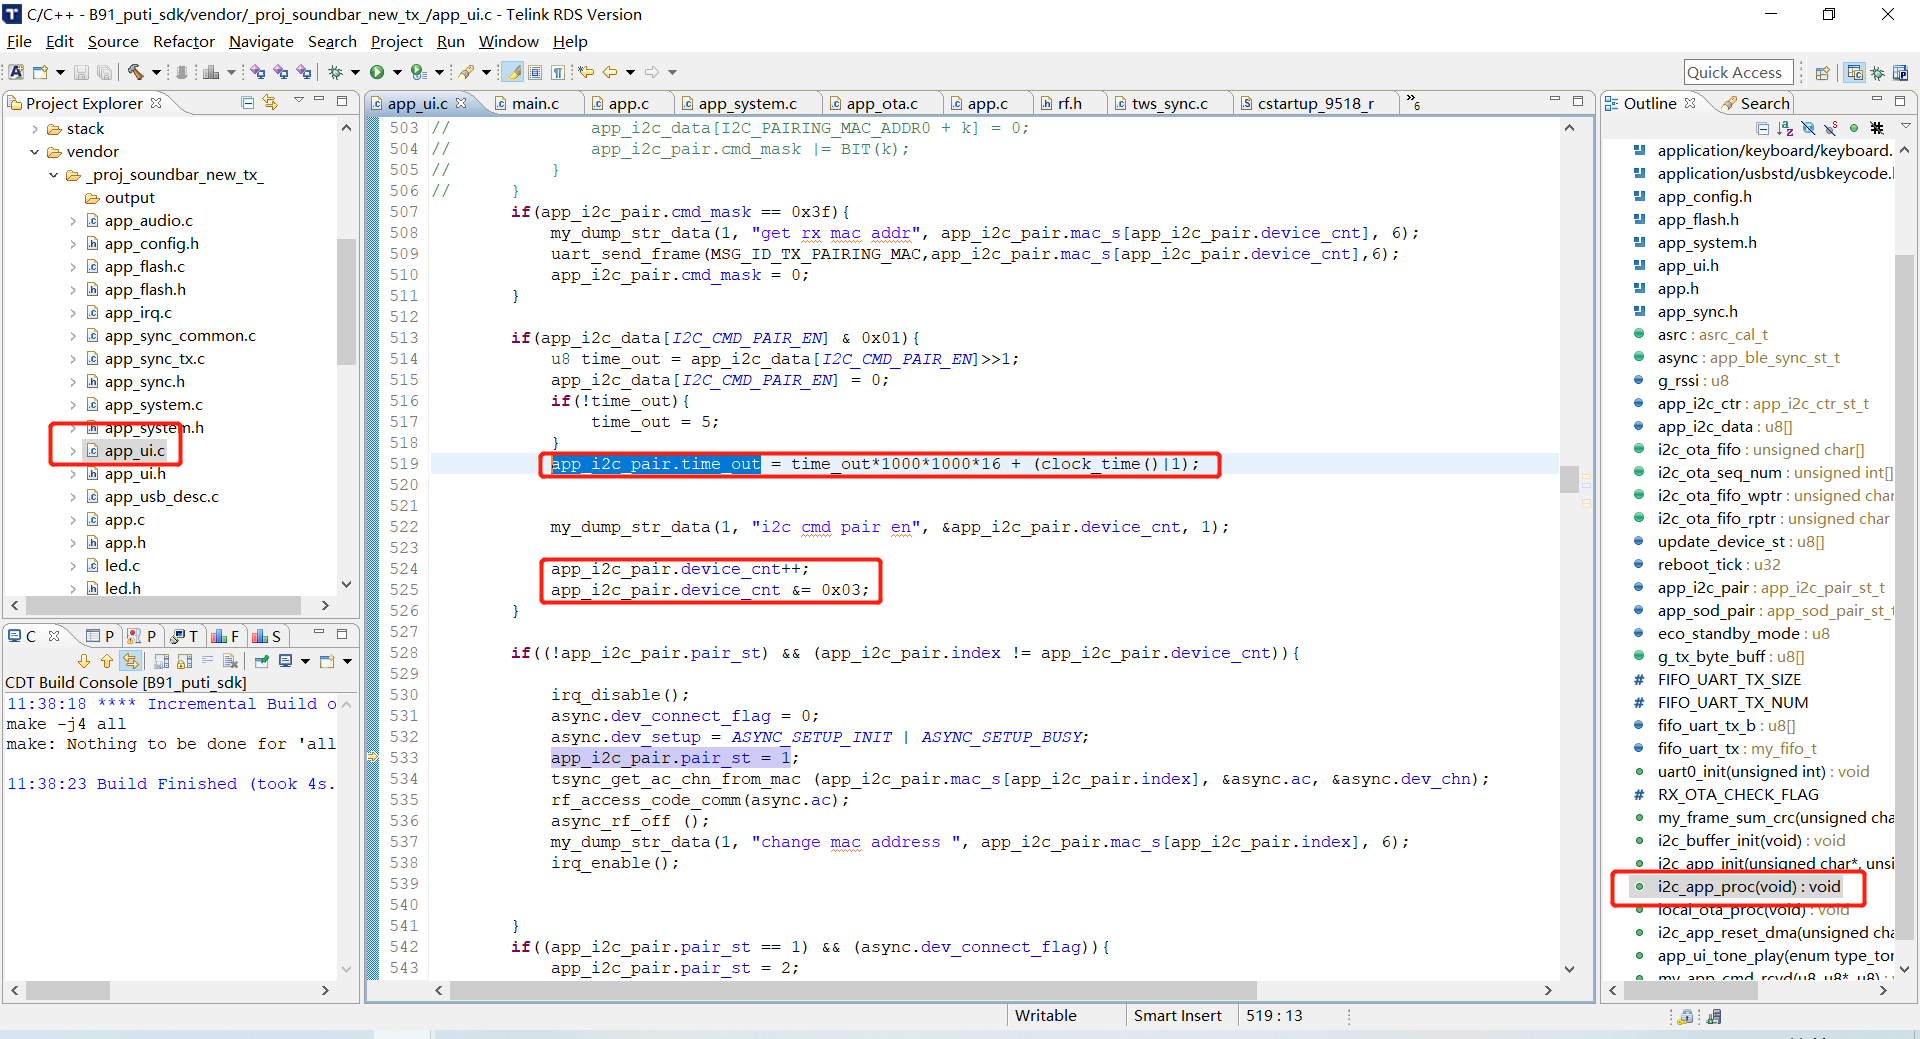 C/C++ - B91_puti_sdk/vendor/_proj_soundbar_new_tx_/app_ui.c - Telink RDS Version
File Edit Source Refactor Navigate Search Project Run Window Help
Quick Access
Project Explorer
stack
vendor
_proj_soundbar_new_tx_
output
app_audio.c
app_config.h
app_flash.c
app_flash.h
app_irq.c
app_sync_common.c
app_sync_tx.c
app_sync.h
app_system.c
app_system.h
app_ui.c
app_ui.h
app_usb_desc.c
app.c
app.h
led.c
led.h
C P P T F S
CDT Build Console [B91_puti_sdk]
11:38:18 **** Incremental Build o
make -j4 all
make: Nothing to be done for 'all
11:38:23 Build Finished (took 4s.
app_ui.c main.c app.c app_system.c app_ota.c app.c rf.h tws_sync.c cstartup_9518_r »6
503 // app_i2c_data[I2C_PAIRING_MAC_ADDR0 + k] = 0;
504 // app_i2c_pair.cmd_mask |= BIT(k);
505 // }
506 // }
507 if(app_i2c_pair.cmd_mask == 0x3f){
508 my_dump_str_data(1, "get rx mac addr", app_i2c_pair.mac_s[app_i2c_pair.device_cnt], 6);
509 uart_send_frame(MSG_ID_TX_PAIRING_MAC,app_i2c_pair.mac_s[app_i2c_pair.device_cnt],6);
510 app_i2c_pair.cmd_mask = 0;
511 }
512
513 if(app_i2c_data[I2C_CMD_PAIR_EN] & 0x01){
514 u8 time_out = app_i2c_data[I2C_CMD_PAIR_EN]>>1;
515 app_i2c_data[I2C_CMD_PAIR_EN] = 0;
516 if(!time_out){
517 time_out = 5;
518 }
519 app_i2c_pair.time_out = time_out*1000*1000*16 + (clock_time()|1);
520
521
522 my_dump_str_data(1, "i2c cmd pair en", &app_i2c_pair.device_cnt, 1);
523
524 app_i2c_pair.device_cnt++;
525 app_i2c_pair.device_cnt &= 0x03;
526 }
527
528 if((!app_i2c_pair.pair_st) && (app_i2c_pair.index != app_i2c_pair.device_cnt)){
529
530 irq_disable();
531 async.dev_connect_flag = 0;
532 async.dev_setup = ASYNC_SETUP_INIT | ASYNC_SETUP_BUSY;
533 app_i2c_pair.pair_st = 1;
534 tsync_get_ac_chn_from_mac (app_i2c_pair.mac_s[app_i2c_pair.index], &async.ac, &async.dev_chn);
535 rf_access_code_comm(async.ac);
536 async_rf_off ();
537 my_dump_str_data(1, "change mac address ", app_i2c_pair.mac_s[app_i2c_pair.index], 6);
538 irq_enable();
539
540
541 }
542 if((app_i2c_pair.pair_st == 1) && (async.dev_connect_flag)){
543 app_i2c_pair.pair_st = 2;
Outline Search
application/keyboard/keyboard.
application/usbstd/usbkeycode.
app_config.h
app_flash.h
app_system.h
app_ui.h
app.h
app_sync.h
asrc : asrc_cal_t
async : app_ble_sync_st_t
g_rssi : u8
app_i2c_ctr : app_i2c_ctr_st_t
app_i2c_data : u8[]
i2c_ota_fifo : unsigned char[]
i2c_ota_seq_num : unsigned int[]
i2c_ota_fifo_wptr : unsigned char
i2c_ota_fifo_rptr : unsigned char
update_device_st : u8[]
reboot_tick : u32
app_i2c_pair : app_i2c_pair_st_t
app_sod_pair : app_sod_pair_st_t
eco_standby_mode : u8
g_tx_byte_buff : u8[]
# FIFO_UART_TX_SIZE
# FIFO_UART_TX_NUM
fifo_uart_tx_b : u8[]
fifo_uart_tx : my_fifo_t
uart0_init(unsigned int) : void
# RX_OTA_CHECK_FLAG
my_frame_sum_crc(unsigned cha
i2c_buffer_init(void) : void
i2c_app_init(unsigned char*, unsi
i2c_app_proc(void) : void
local_ota_proc(void) : void
i2c_app_reset_dma(unsigned cha
app_ui_tone_play(enum type_tor
my_app_cmd_rcvd(u8, u8*, u8) :
Writable Smart Insert 519 : 13